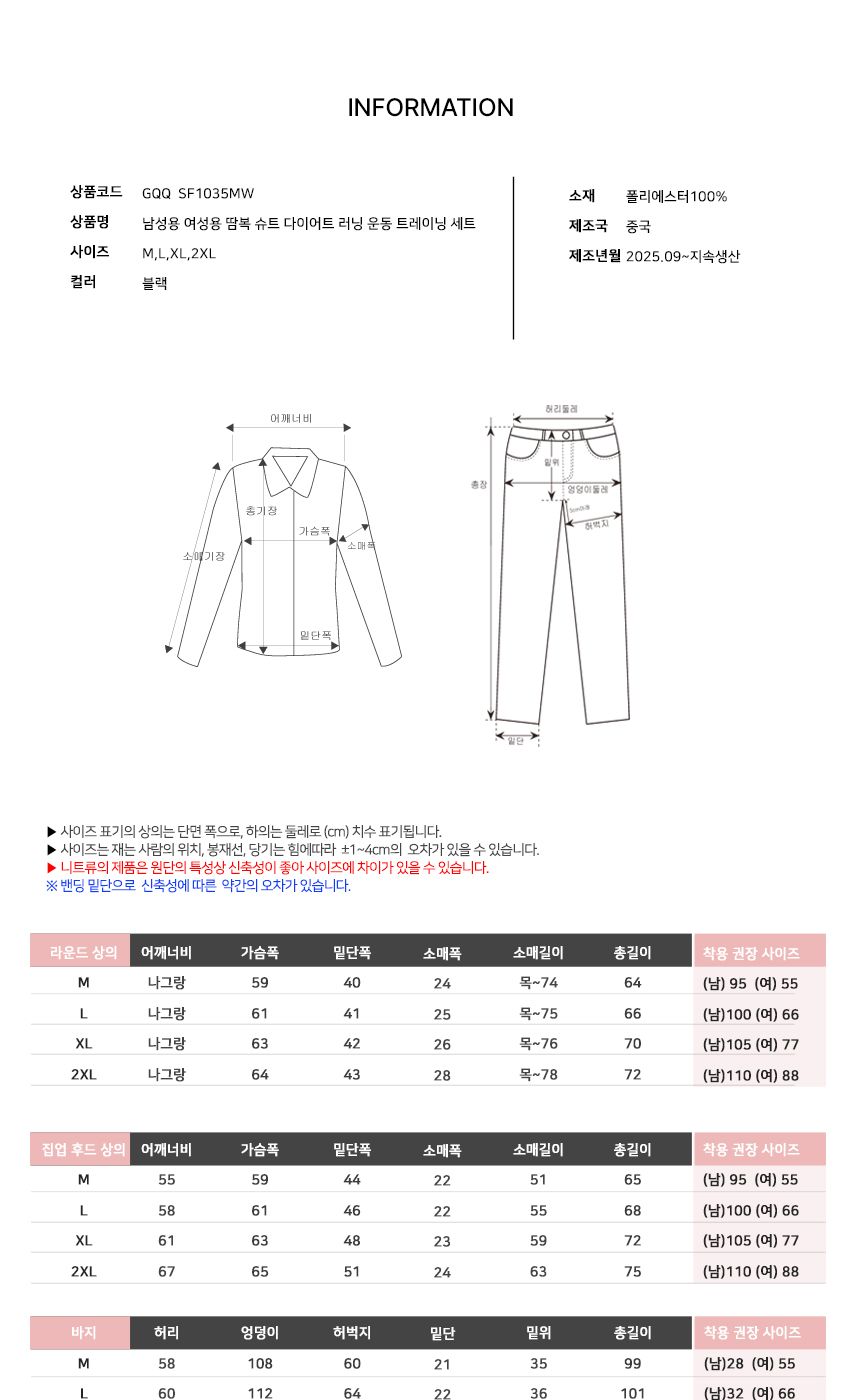 INFORMATION
상품코드 GQQ SF1035MW
상품명 남성용 여성용 땀복 슈트 다이어트 러닝 운동 트레이닝 세트
사이즈 M,L,XL,2XL
컬러 블랙
소재 폴리에스터100%
제조국 중국
제조년월 2025.09~지속생산
어깨너비
총기장
가슴폭
소매폭
소매기장
밑단폭
허리둘레
밑위
총장
엉덩이둘레
허벅지
밑단
▶ 사이즈 표기의 상의는 단면 폭으로, 하의는 둘레로 (cm) 치수 표기됩니다.
▶ 사이즈는 재는 사람의 위치, 봉재선, 당기는 힘에따라 ±1~4cm의 오차가 있을 수 있습니다.
▶ 니트류의 제품은 원단의 특성상 신축성이 좋아 사이즈에 차이가 있을 수 있습니다.
※ 밴딩 밑단으로 신축성에 따른 약간의 오차가 있습니다.
라운드 상의 어깨너비 가슴폭 밑단폭 소매폭 소매길이 총길이 착용 권장 사이즈
M 나그랑 59 40 24 목~74 64 (남) 95 (여) 55
L 나그랑 61 41 25 목~75 66 (남)100 (여) 66
XL 나그랑 63 42 26 목~76 70 (남)105 (여) 77
2XL 나그랑 64 43 28 목~78 72 (남)110 (여) 88
집업 후드 상의 어깨너비 가슴폭 밑단폭 소매폭 소매길이 총길이 착용 권장 사이즈
M 55 59 44 22 51 65 (남) 95 (여) 55
L 58 61 46 22 55 68 (남)100 (여) 66
XL 61 63 48 23 59 72 (남)105 (여) 77
2XL 67 65 51 24 63 75 (남)110 (여) 88
바지 허리 엉덩이 허벅지 밑단 밑위 총길이 착용 권장 사이즈
M 58 108 60 21 35 99 (남)28 (여) 55
L 60 112 64 22 36 101 (남)32 (여) 66